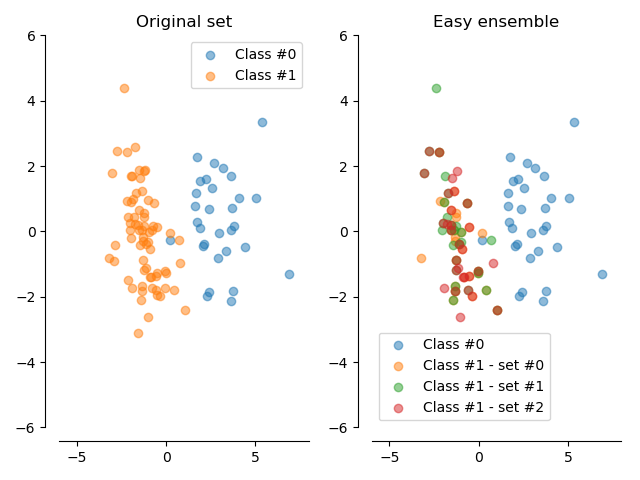 Original set
Easy ensemble
6
4
2
0
−2
−4
−6
−5
0
5
Class #0
Class #1
6
4
2
0
−2
−4
−6
−5
0
5
Class #0
Class #1 - set #0
Class #1 - set #1
Class #1 - set #2